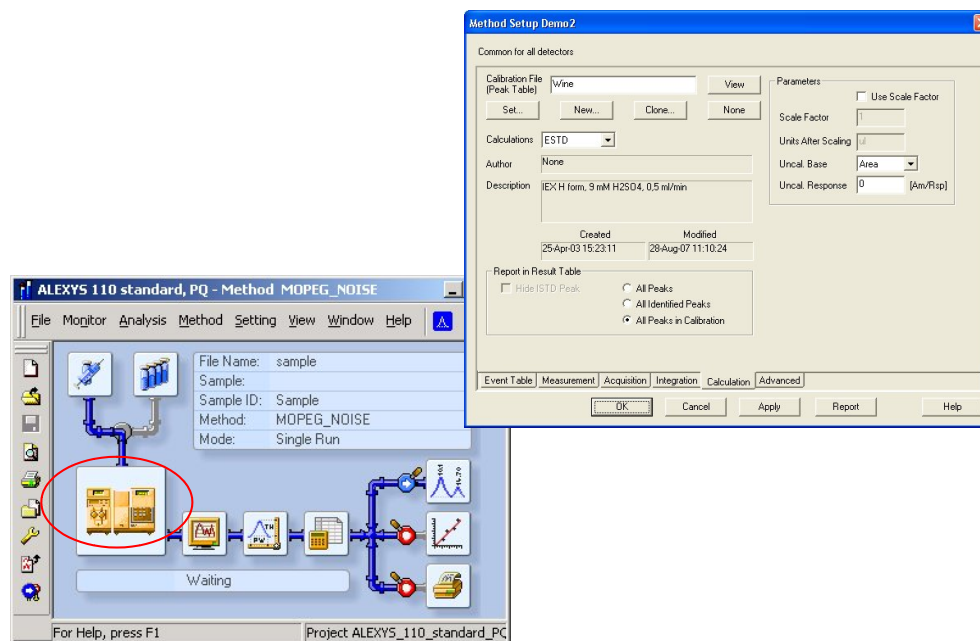 Method Setup Demo2
Common for all detectors
Calibration File
(Peak Table)
Wine
View
Set...
New...
Clone...
None
Calculations
ESTD
Author
None
Description
IEX H form, 9 mM H2SO4, 0,5 ml/min
Created
Modified
25-Apr-03 15:23:11
28-Aug-07 11:10:24
Report in Result Table
Hide ISTD Peak
All Peaks
All Identified Peaks
All Peaks in Calibration
Parameters
Use Scale Factor
Scale Factor
1
Units After Scaling
ul
Uncal. Base
Area
Uncal. Response
0
[Am/Rsp]
Event Table
Measurement
Acquisition
Integration
Calculation
Advanced
OK
Cancel
Apply
Report
Help
ALEXYS 110 standard, PQ - Method MOPEG_NOISE
File Monitor Analysis Method Setting View Window Help
File Name: sample
Sample:
Sample ID: Sample
Method: MOPEG_NOISE
Mode: Single Run
Waiting
For Help, press F1
Project ALEXYS_110_standard_PQ